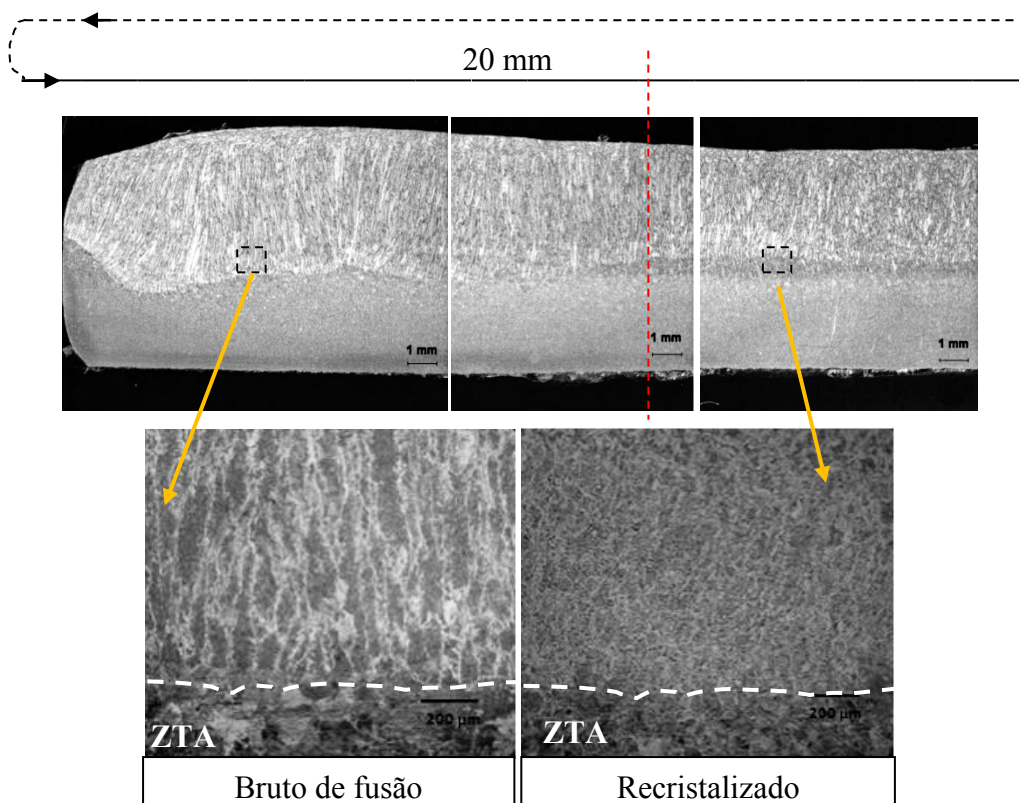 20 mm
1 mm
1 mm
1 mm
200 µm
200 µm
ZTA
ZTA
Bruto de fusão
Recristalizado